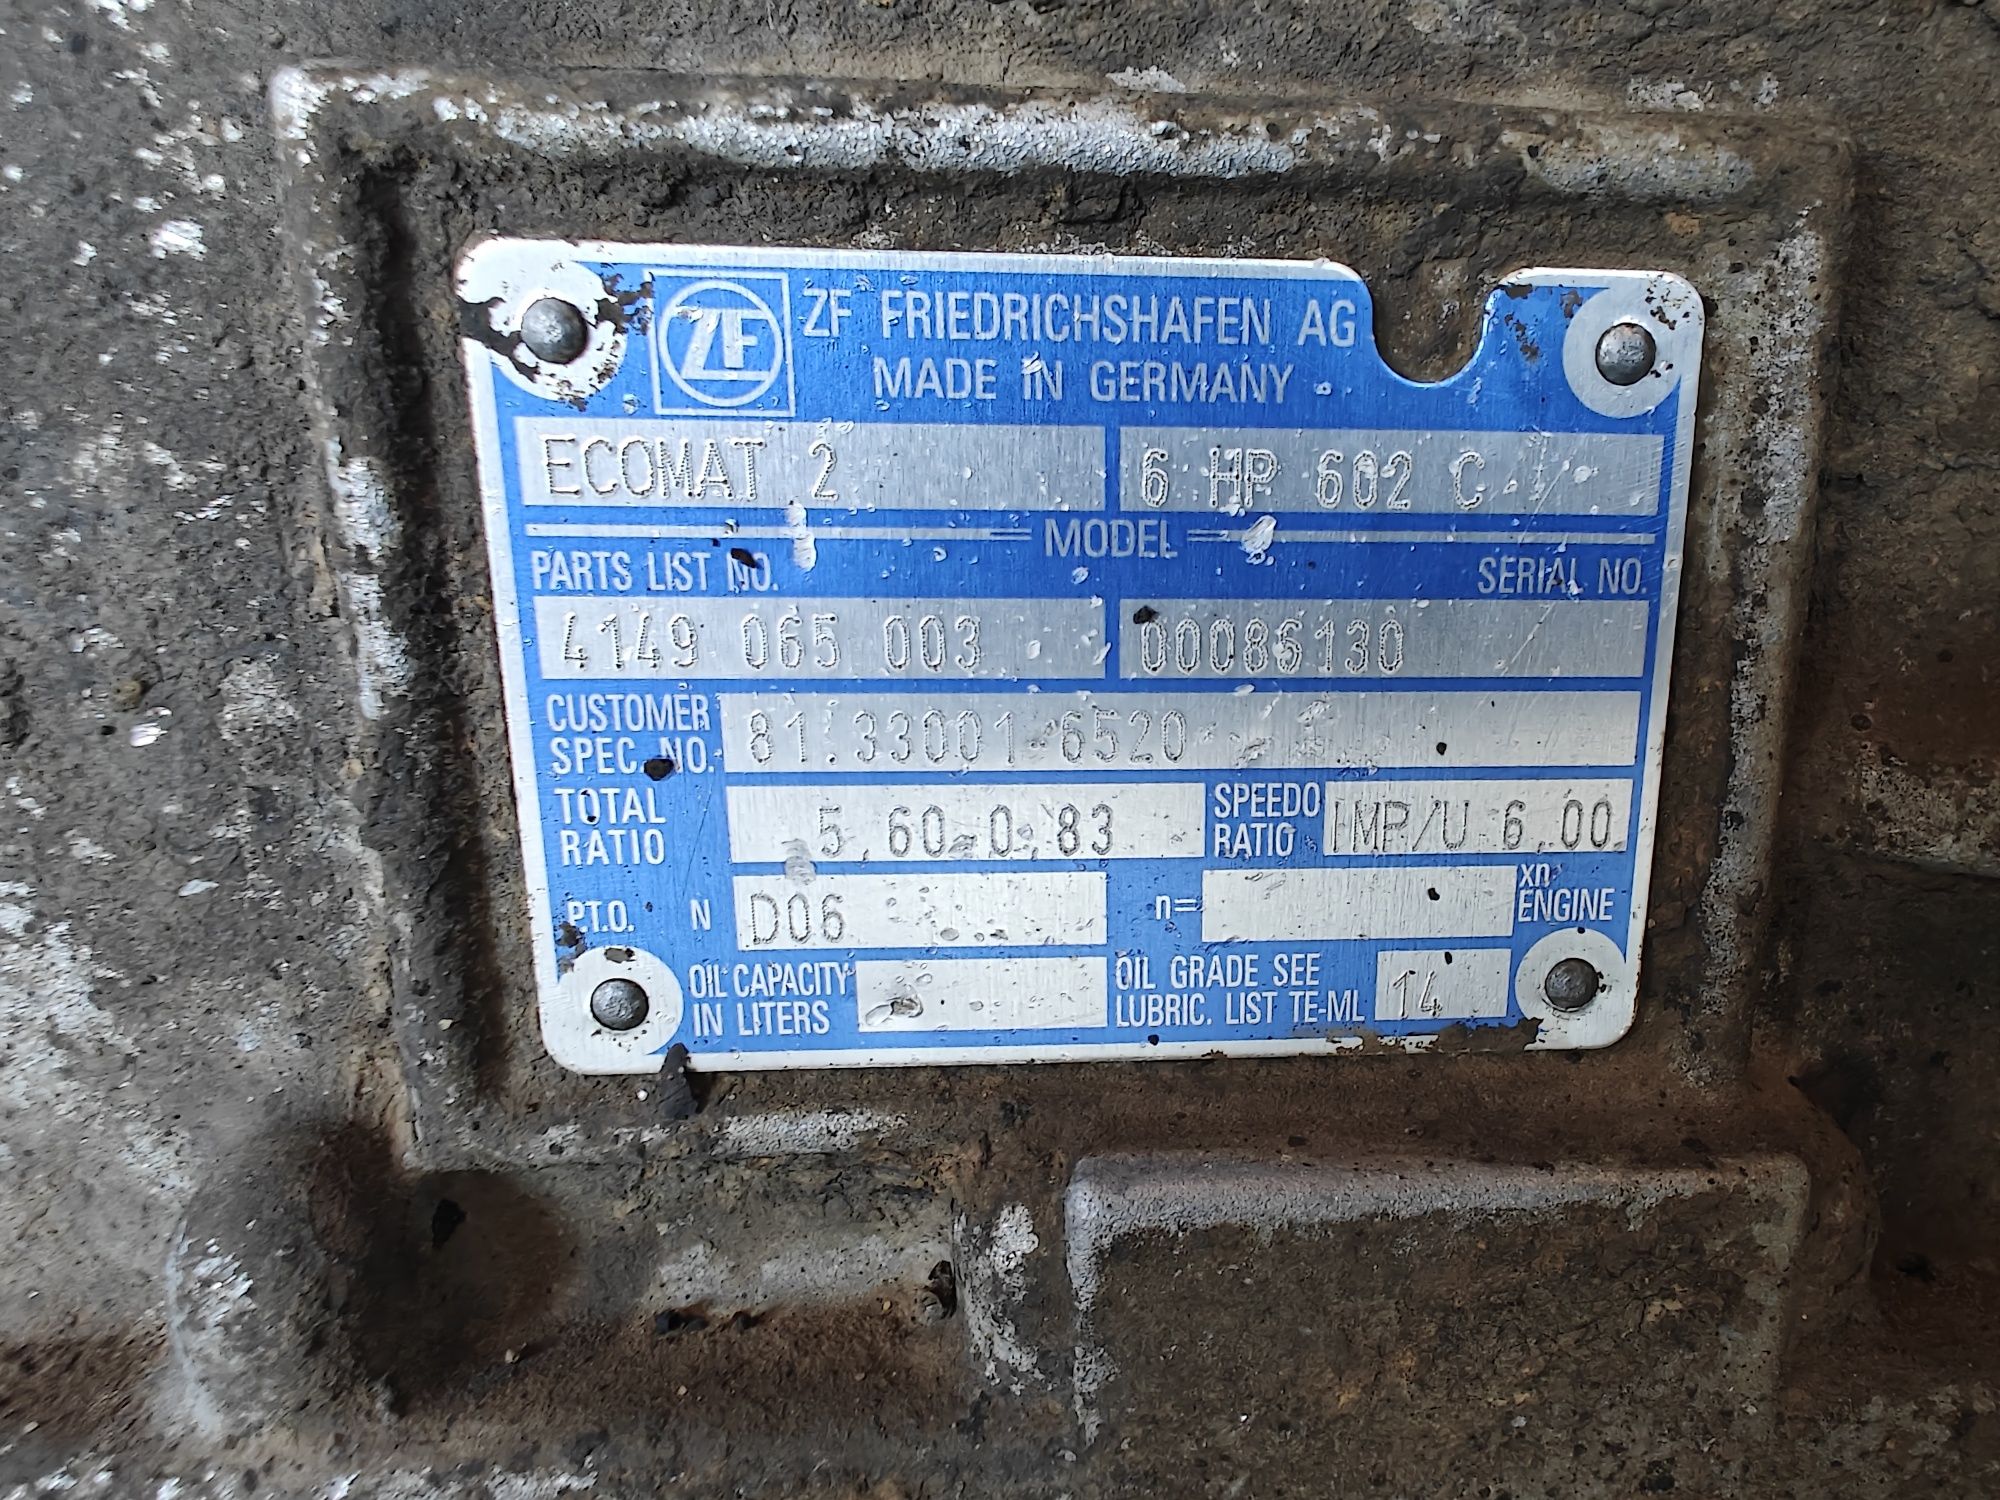 ZF
ZF FRIEDRICHSHAFEN AG
MADE IN GERMANY
ECOMAT 2
6 HP 602 C
MODEL
PARTS LIST NO.
SERIAL NO.
4149 065 003
00086130
CUSTOMER
SPEC. NO.
81.33001-6520
TOTAL
RATIO
5,60-0,83
SPEEDO
RATIO
IMP/U 6,00
P.T.O. N
D06
n=
xn
ENGINE
OIL CAPACITY
IN LITERS
OIL GRADE SEE
LUBRIC. LIST TE-ML
14